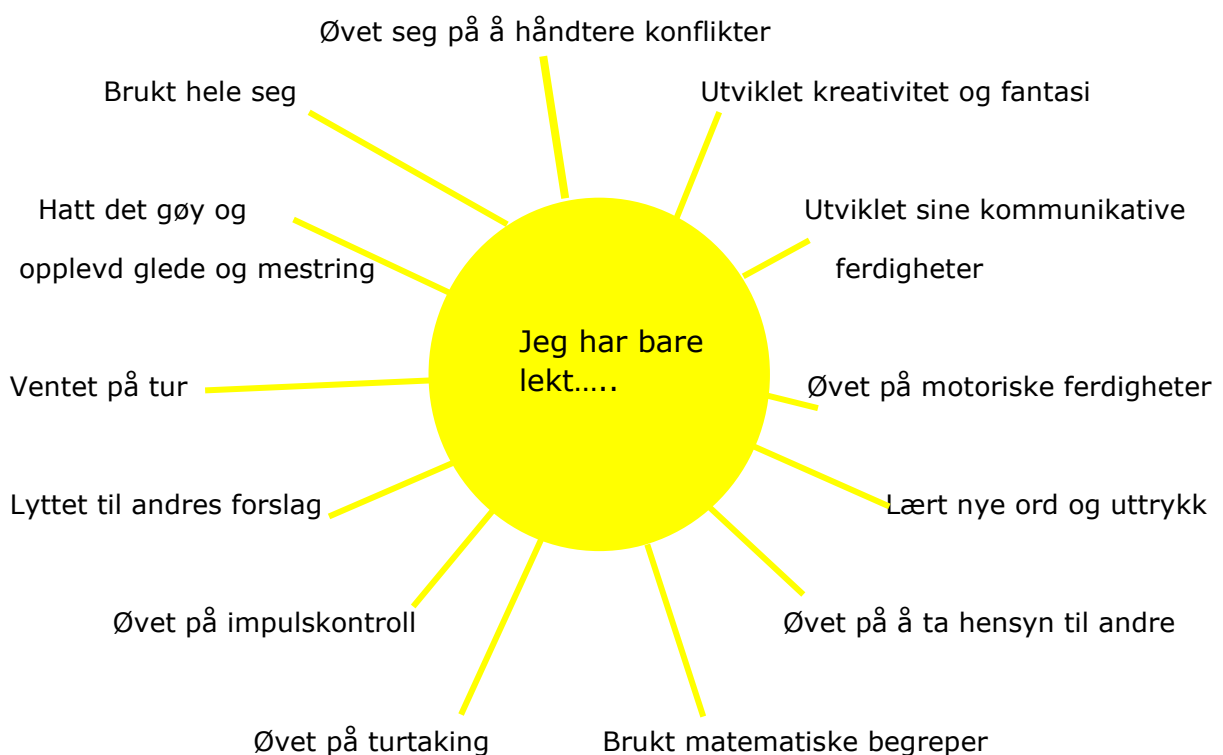 Øvet seg på å håndtere konflikter
Brukt hele seg
Utviklet kreativitet og fantasi
Hatt det gøy og
opplevd glede og mestring
Utviklet sine kommunikative
ferdigheter
Jeg har bare
lekt…..
Ventet på tur
Øvet på motoriske ferdigheter
Lyttet til andres forslag
Lært nye ord og uttrykk
Øvet på impulskontroll
Øvet på å ta hensyn til andre
Øvet på turtaking
Brukt matematiske begreper